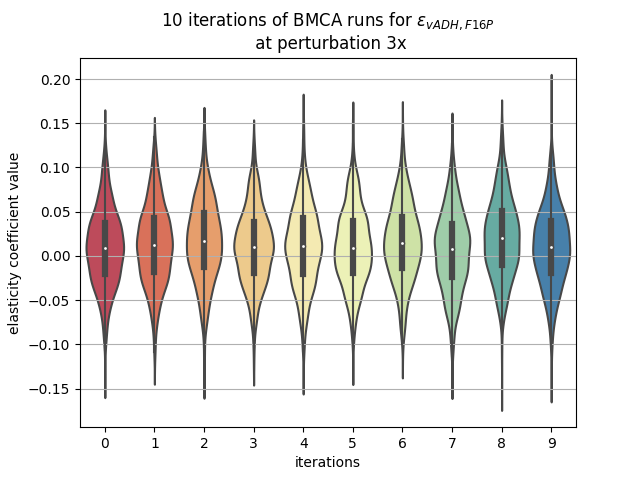 10 iterations of BMCA runs for ε_{vADH, F16P}
at perturbation 3x
elasticity coefficient value
0.20
0.15
0.10
0.05
0.00
−0.05
−0.10
−0.15
0 1 2 3 4 5 6 7 8 9
iterations